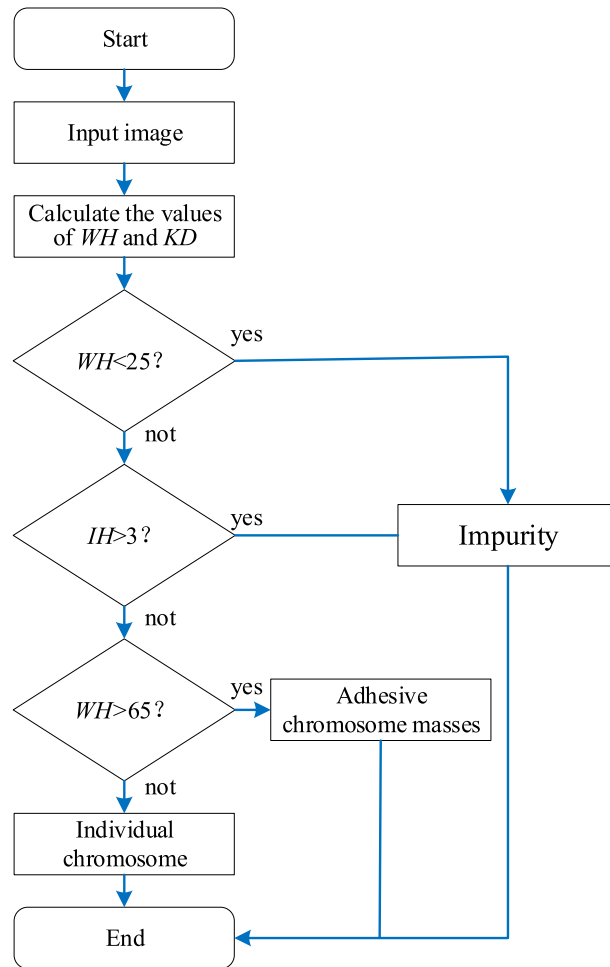 Start
Input image
Calculate the values
of WH and KD
WH<25?
yes
not
IH>3?
yes
Impurity
not
WH>65?
yes
Adhesive
chromosome masses
not
Individual
chromosome
End